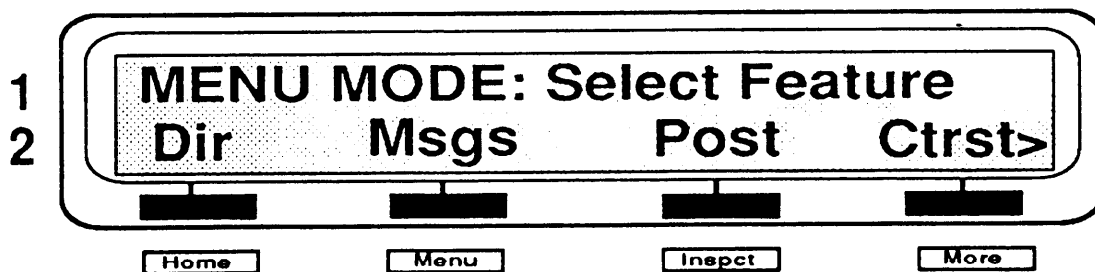 1 MENU MODE: Select Feature
2 Dir Msgs Post Ctrst>
Home Menu Inspct More